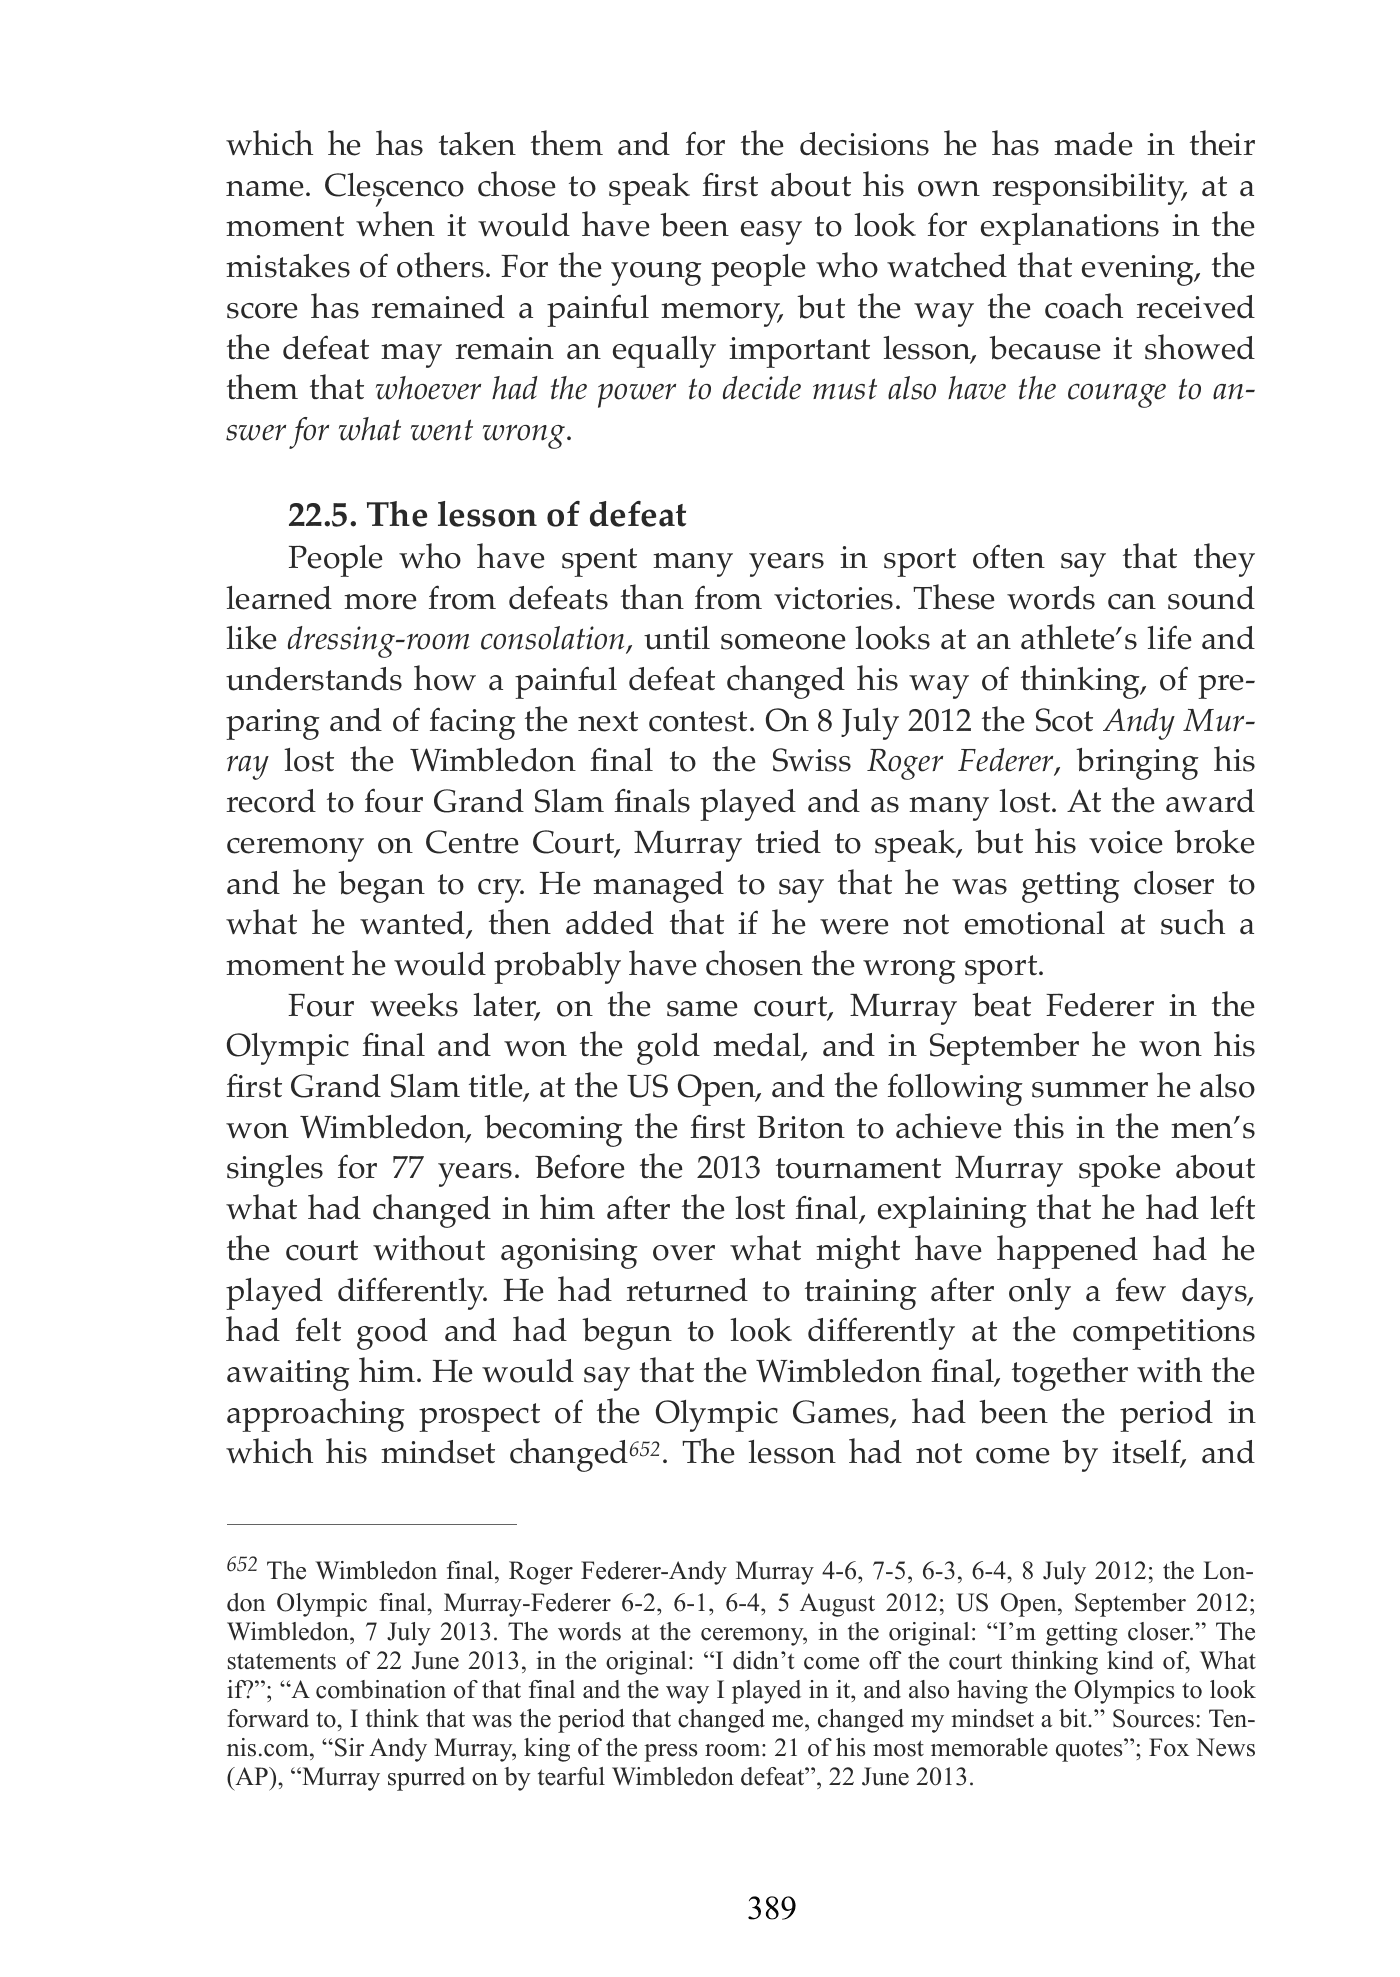 which he has taken them and for the decisions he has made in their
name. Cleșcenco chose to speak first about his own responsibility, at a
moment when it would have been easy to look for explanations in the
mistakes of others. For the young people who watched that evening, the
score has remained a painful memory, but the way the coach received
the defeat may remain an equally important lesson, because it showed
them that whoever had the power to decide must also have the courage to an-
swer for what went wrong.
22.5. The lesson of defeat
People who have spent many years in sport often say that they
learned more from defeats than from victories. These words can sound
like dressing-room consolation, until someone looks at an athlete’s life and
understands how a painful defeat changed his way of thinking, of pre-
paring and of facing the next contest. On 8 July 2012 the Scot Andy Mur-
ray lost the Wimbledon final to the Swiss Roger Federer, bringing his
record to four Grand Slam finals played and as many lost. At the award
ceremony on Centre Court, Murray tried to speak, but his voice broke
and he began to cry. He managed to say that he was getting closer to
what he wanted, then added that if he were not emotional at such a
moment he would probably have chosen the wrong sport.
Four weeks later, on the same court, Murray beat Federer in the
Olympic final and won the gold medal, and in September he won his
first Grand Slam title, at the US Open, and the following summer he also
won Wimbledon, becoming the first Briton to achieve this in the men’s
singles for 77 years. Before the 2013 tournament Murray spoke about
what had changed in him after the lost final, explaining that he had left
the court without agonising over what might have happened had he
played differently. He had returned to training after only a few days,
had felt good and had begun to look differently at the competitions
awaiting him. He would say that the Wimbledon final, together with the
approaching prospect of the Olympic Games, had been the period in
which his mindset changed652. The lesson had not come by itself, and
652 The Wimbledon final, Roger Federer-Andy Murray 4-6, 7-5, 6-3, 6-4, 8 July 2012; the Lon-
don Olympic final, Murray-Federer 6-2, 6-1, 6-4, 5 August 2012; US Open, September 2012;
Wimbledon, 7 July 2013. The words at the ceremony, in the original: “I’m getting closer.” The
statements of 22 June 2013, in the original: “I didn’t come off the court thinking kind of, What
if?”; “A combination of that final and the way I played in it, and also having the Olympics to look
forward to, I think that was the period that changed me, changed my mindset a bit.” Sources: Ten-
nis.com, “Sir Andy Murray, king of the press room: 21 of his most memorable quotes”; Fox News
(AP), “Murray spurred on by tearful Wimbledon defeat”, 22 June 2013.
389